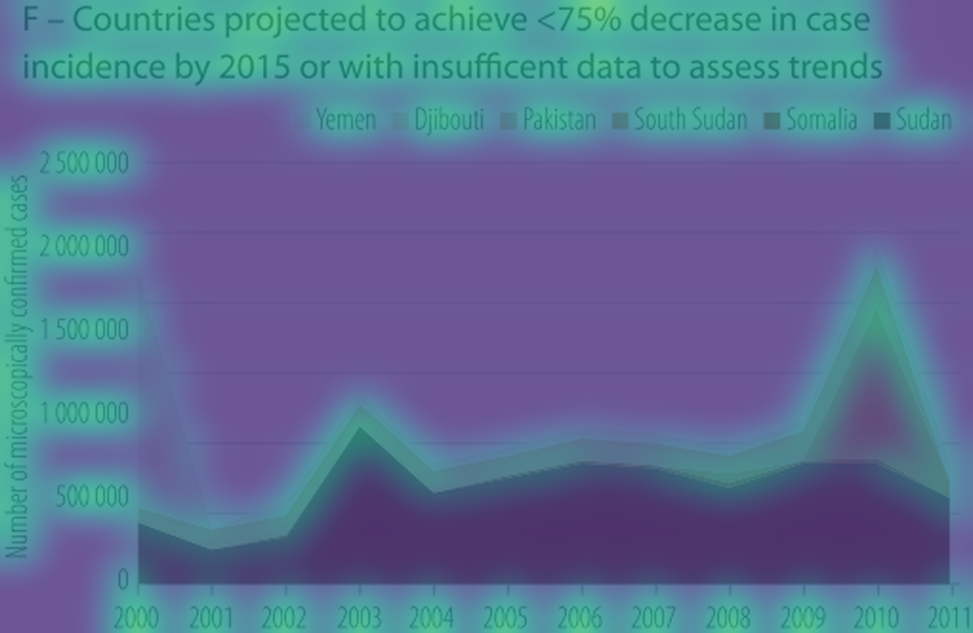 F – Countries projected to achieve <75% decrease in case
incidence by 2015 or with insufficent data to assess trends
Yemen Djibouti Pakistan South Sudan Somalia Sudan
Number of microscopically confirmed cases
2 500 000
2 000 000
1 500 000
1 000 000
500 000
0
2000 2001 2002 2003 2004 2005 2006 2007 2008 2009 2010 2011